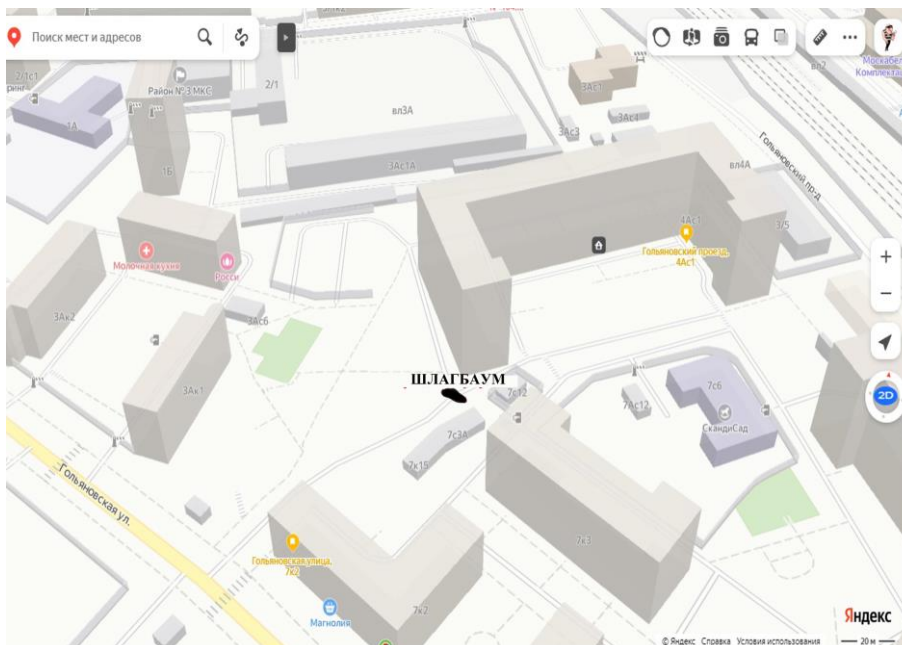 Поиск мест и адресов
2/1с1
Район №3 МКС
2/1
1А
1Б
вл3А
3Ас1А
3Ас1
3Ас3
3Ас4
вл2
Москабель
Комплектац
Гольяновский пр-д
вл4А
3/5
4Ас1
Гольяновский проезд,
4Ас1
Молочная кухня
Росси
3Ак2
3Ас6
3Ак1
ШЛАГБАУМ
7с12
7с3А
7к15
7Ас12
7с6
СкандиСад
2D
Гольяновская ул.
Гольяновская улица,
7к2
7к3
7к2
Магнолия
Яндекс
© Яндекс Справка Условия использования
20 м